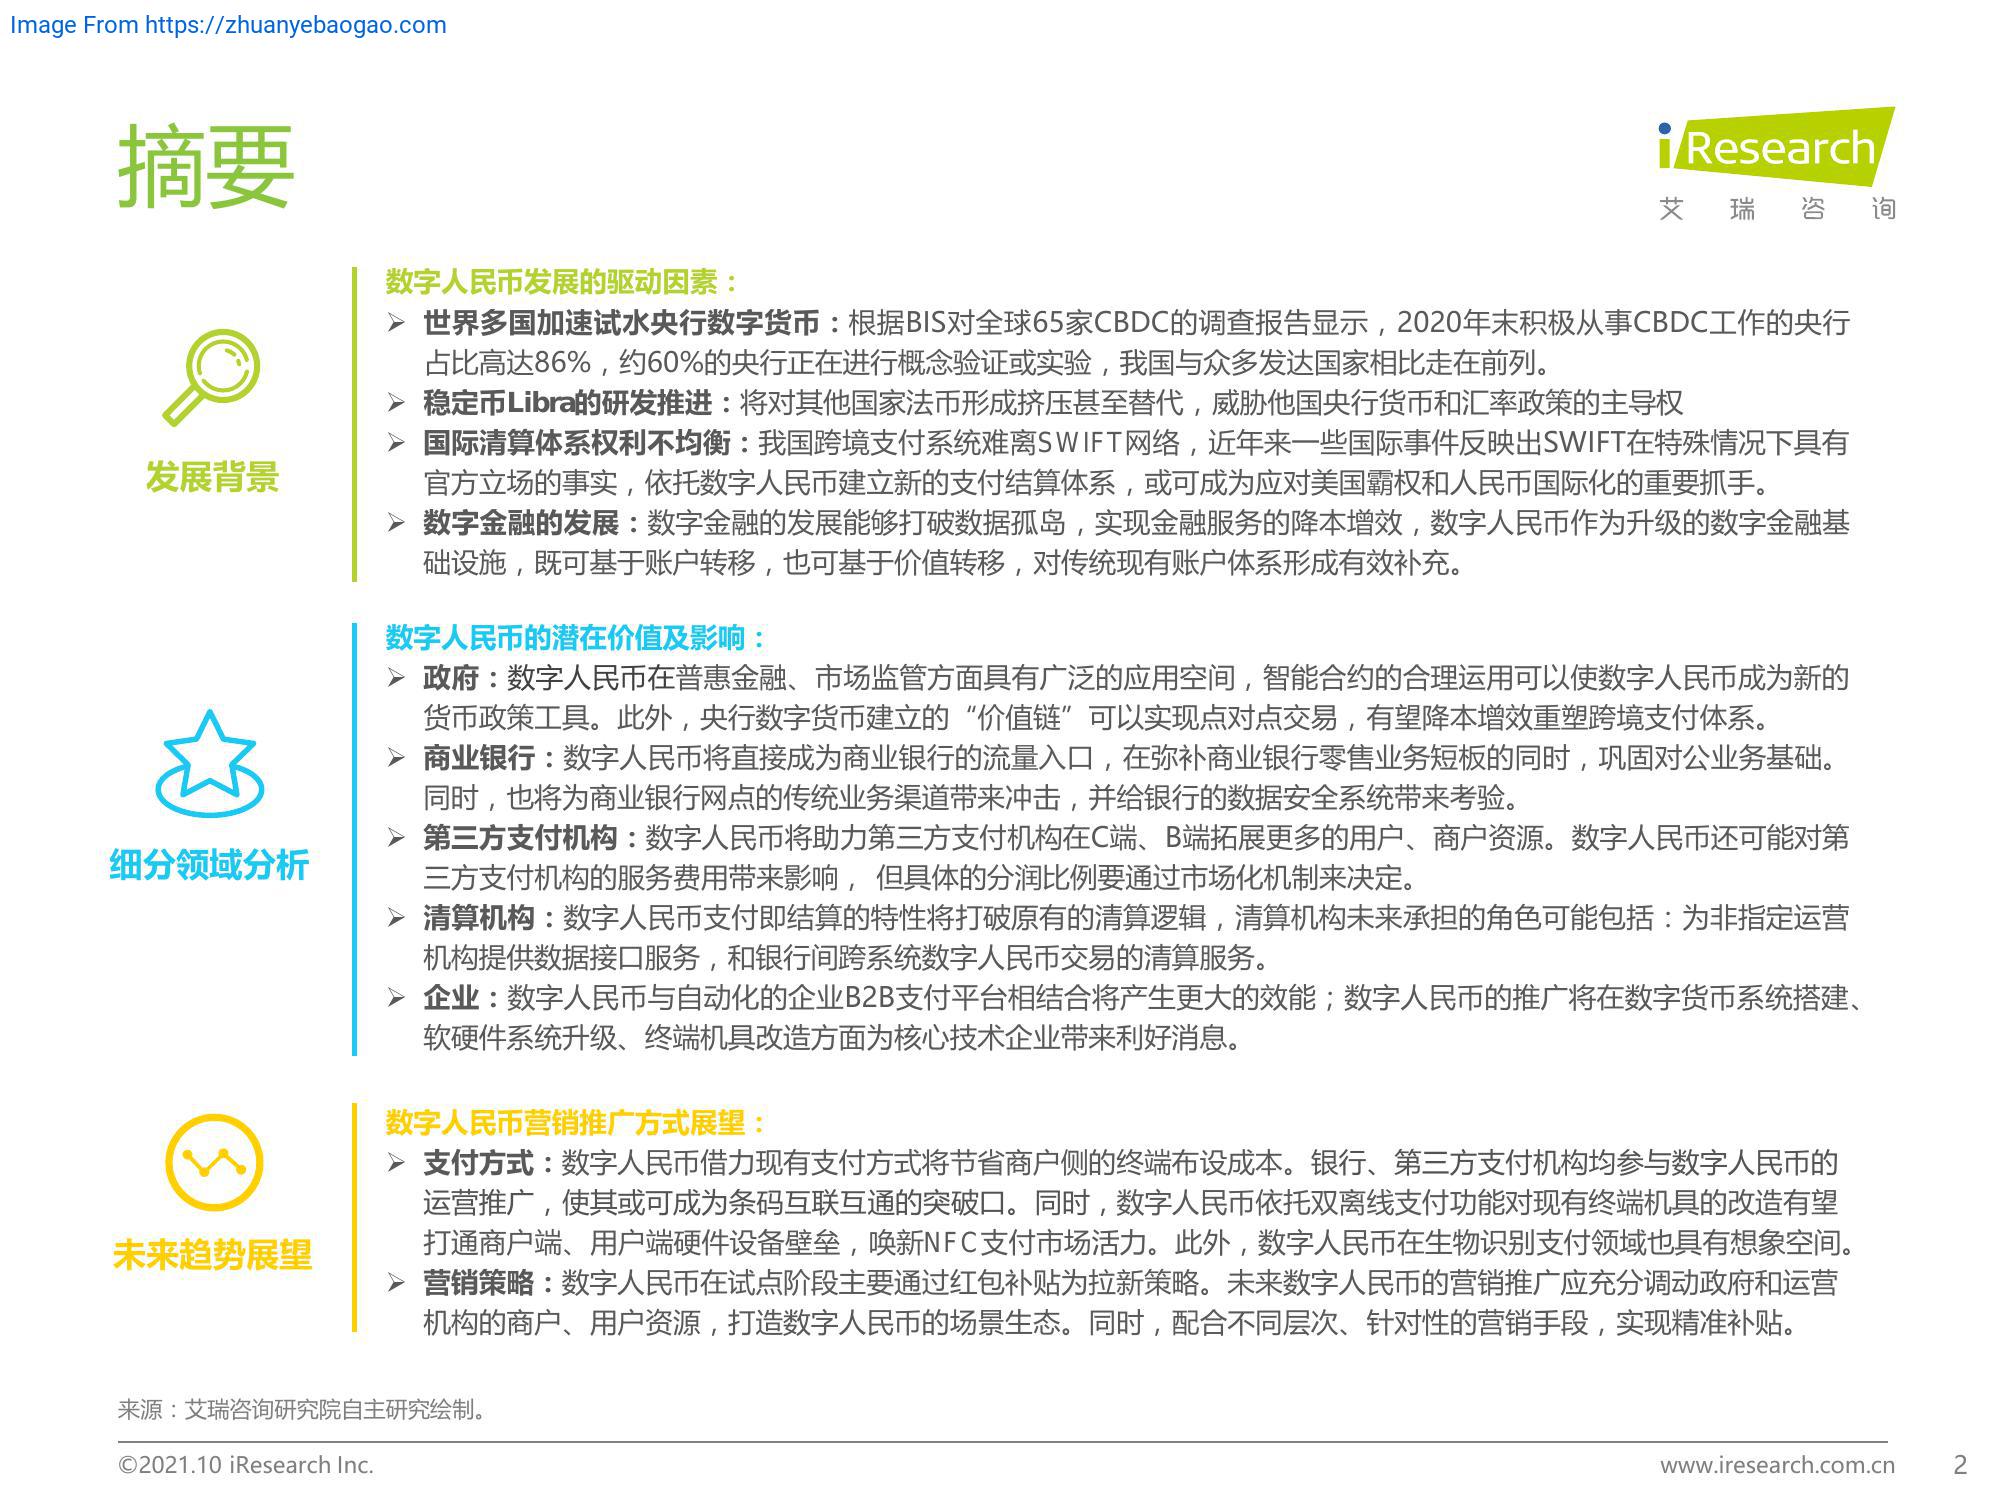 Image From https://zhuanyebaogao.com
摘要
iResearch
艾瑞咨询
数字人民币发展的驱动因素：
➢ 世界多国加速试水央行数字货币：根据BIS对全球65家CBDC的调查报告显示，2020年末积极从事CBDC工作的央行
占比高达86%，约60%的央行正在进行概念验证或实验，我国与众多发达国家相比走在前列。
➢ 稳定币Libra的研发推进：将对其他国家法币形成挤压甚至替代，威胁他国央行货币和汇率政策的主导权
➢ 国际清算体系权利不均衡：我国跨境支付系统难离SWIFT网络，近年来一些国际事件反映出SWIFT在特殊情况下具有
官方立场的事实，依托数字人民币建立新的支付结算体系，或可成为应对美国霸权和人民币国际化的重要抓手。
➢ 数字金融的发展：数字金融的发展能够打破数据孤岛，实现金融服务的降本增效，数字人民币作为升级的数字金融基
础设施，既可基于账户转移，也可基于价值转移，对传统现有账户体系形成有效补充。
发展背景
数字人民币的潜在价值及影响：
➢ 政府：数字人民币在普惠金融、市场监管方面具有广泛的应用空间，智能合约的合理运用可以使数字人民币成为新的
货币政策工具。此外，央行数字货币建立的“价值链”可以实现点对点交易，有望降本增效重塑跨境支付体系。
➢ 商业银行：数字人民币将直接成为商业银行的流量入口，在弥补商业银行零售业务短板的同时，巩固对公业务基础。
同时，也将为商业银行网点的传统业务渠道带来冲击，并给银行的数据安全系统带来考验。
➢ 第三方支付机构：数字人民币将助力第三方支付机构在C端、B端拓展更多的用户、商户资源。数字人民币还可能对第
三方支付机构的服务费用带来影响， 但具体的分润比例要通过市场化机制来决定。
➢ 清算机构：数字人民币支付即结算的特性将打破原有的清算逻辑，清算机构未来承担的角色可能包括：为非指定运营
机构提供数据接口服务，和银行间跨系统数字人民币交易的清算服务。
➢ 企业：数字人民币与自动化的企业B2B支付平台相结合将产生更大的效能；数字人民币的推广将在数字货币系统搭建、
软硬件系统升级、终端机具改造方面为核心技术企业带来利好消息。
细分领域分析
数字人民币营销推广方式展望：
➢ 支付方式：数字人民币借力现有支付方式将节省商户侧的终端布设成本。银行、第三方支付机构均参与数字人民币的
运营推广，使其或可成为条码互联互通的突破口。同时，数字人民币依托双离线支付功能对现有终端机具的改造有望
打通商户端、用户端硬件设备壁垒，唤新NFC支付市场活力。此外，数字人民币在生物识别支付领域也具有想象空间。
➢ 营销策略：数字人民币在试点阶段主要通过红包补贴为拉新策略。未来数字人民币的营销推广应充分调动政府和运营
机构的商户、用户资源，打造数字人民币的场景生态。同时，配合不同层次、针对性的营销手段，实现精准补贴。
未来趋势展望
来源：艾瑞咨询研究院自主研究绘制。
©2021.10 iResearch Inc.
www.iresearch.com.cn
2